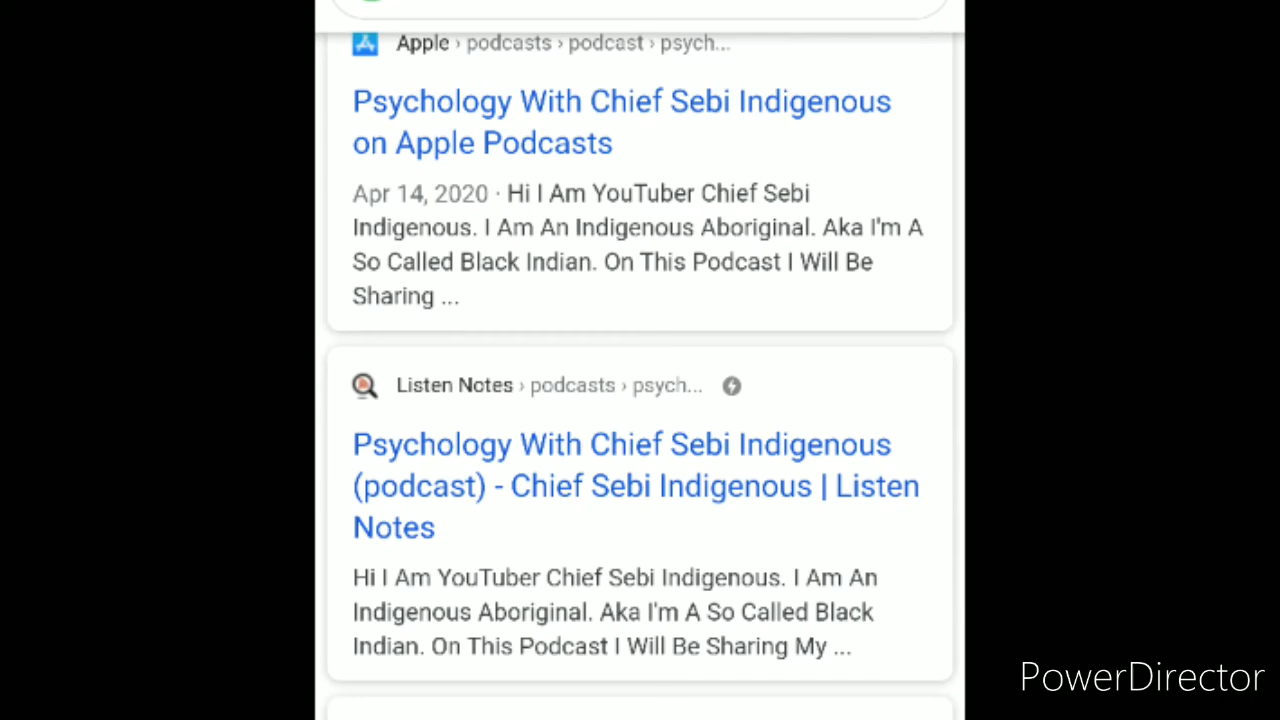 Apple › podcasts › podcast › psych...
Psychology With Chief Sebi Indigenous
on Apple Podcasts
Apr 14, 2020 · Hi I Am YouTuber Chief Sebi
Indigenous. I Am An Indigenous Aboriginal. Aka I'm A
So Called Black Indian. On This Podcast I Will Be
Sharing ...
Listen Notes › podcasts › psych...
Psychology With Chief Sebi Indigenous
(podcast) - Chief Sebi Indigenous | Listen
Notes
Hi I Am YouTuber Chief Sebi Indigenous. I Am An
Indigenous Aboriginal. Aka I'm A So Called Black
Indian. On This Podcast I Will Be Sharing My ...
PowerDirector